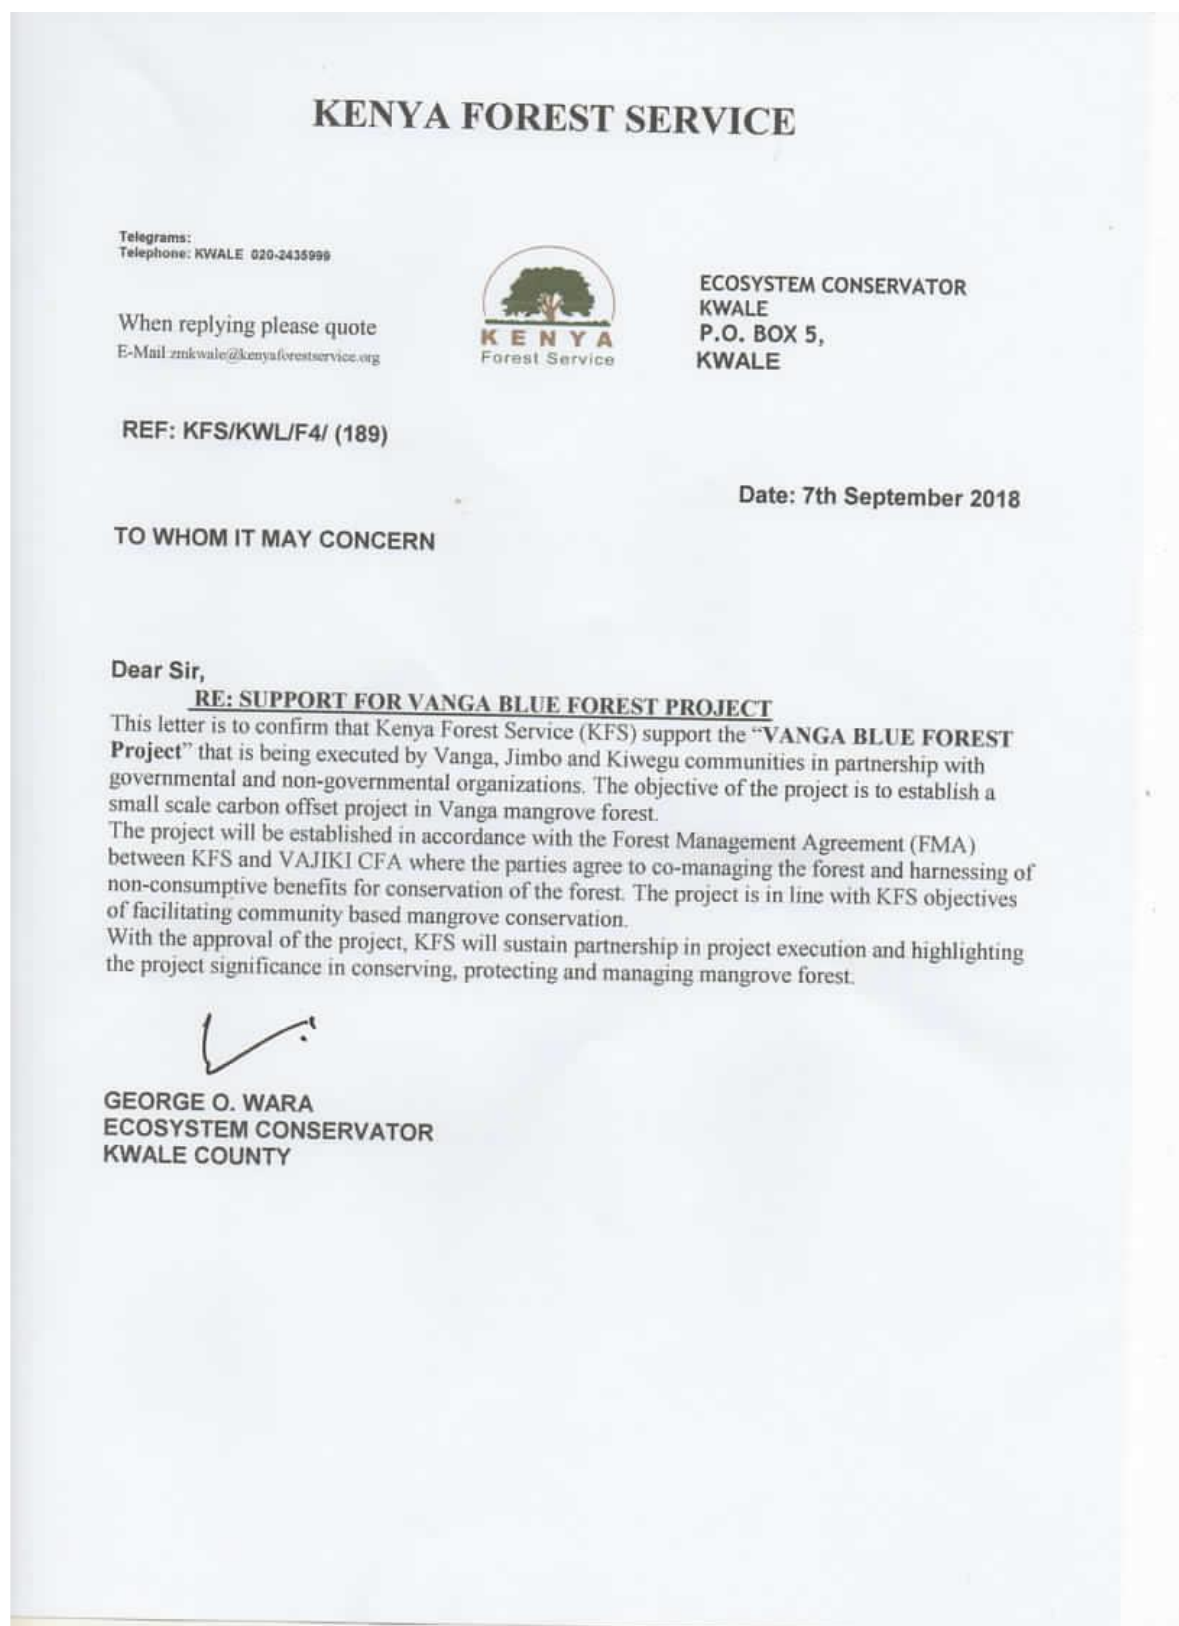 KENYA FOREST SERVICE
Telegrams:
Telephone: KWALE 020-2435999
When replying please quote
E-Mail zmkwale@kenyaforestservice.org
KENYA
Forest Service
ECOSYSTEM CONSERVATOR
KWALE
P.O. BOX 5,
KWALE
REF: KFS/KWL/F4/ (189)
Date: 7th September 2018
TO WHOM IT MAY CONCERN
Dear Sir,
RE: SUPPORT FOR VANGA BLUE FOREST PROJECT
This letter is to confirm that Kenya Forest Service (KFS) support the “VANGA BLUE FOREST
Project” that is being executed by Vanga, Jimbo and Kiwegu communities in partnership with
governmental and non-governmental organizations. The objective of the project is to establish a
small scale carbon offset project in Vanga mangrove forest.
The project will be established in accordance with the Forest Management Agreement (FMA)
between KFS and VAJIKI CFA where the parties agree to co-managing the forest and harnessing of
non-consumptive benefits for conservation of the forest. The project is in line with KFS objectives
of facilitating community based mangrove conservation.
With the approval of the project, KFS will sustain partnership in project execution and highlighting
the project significance in conserving, protecting and managing mangrove forest.
GEORGE O. WARA
ECOSYSTEM CONSERVATOR
KWALE COUNTY